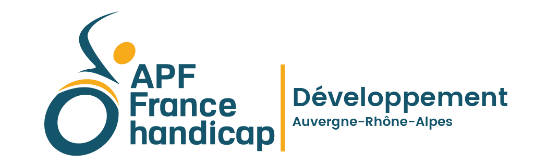 APF
France
handicap
Développement
Auvergne-Rhône-Alpes